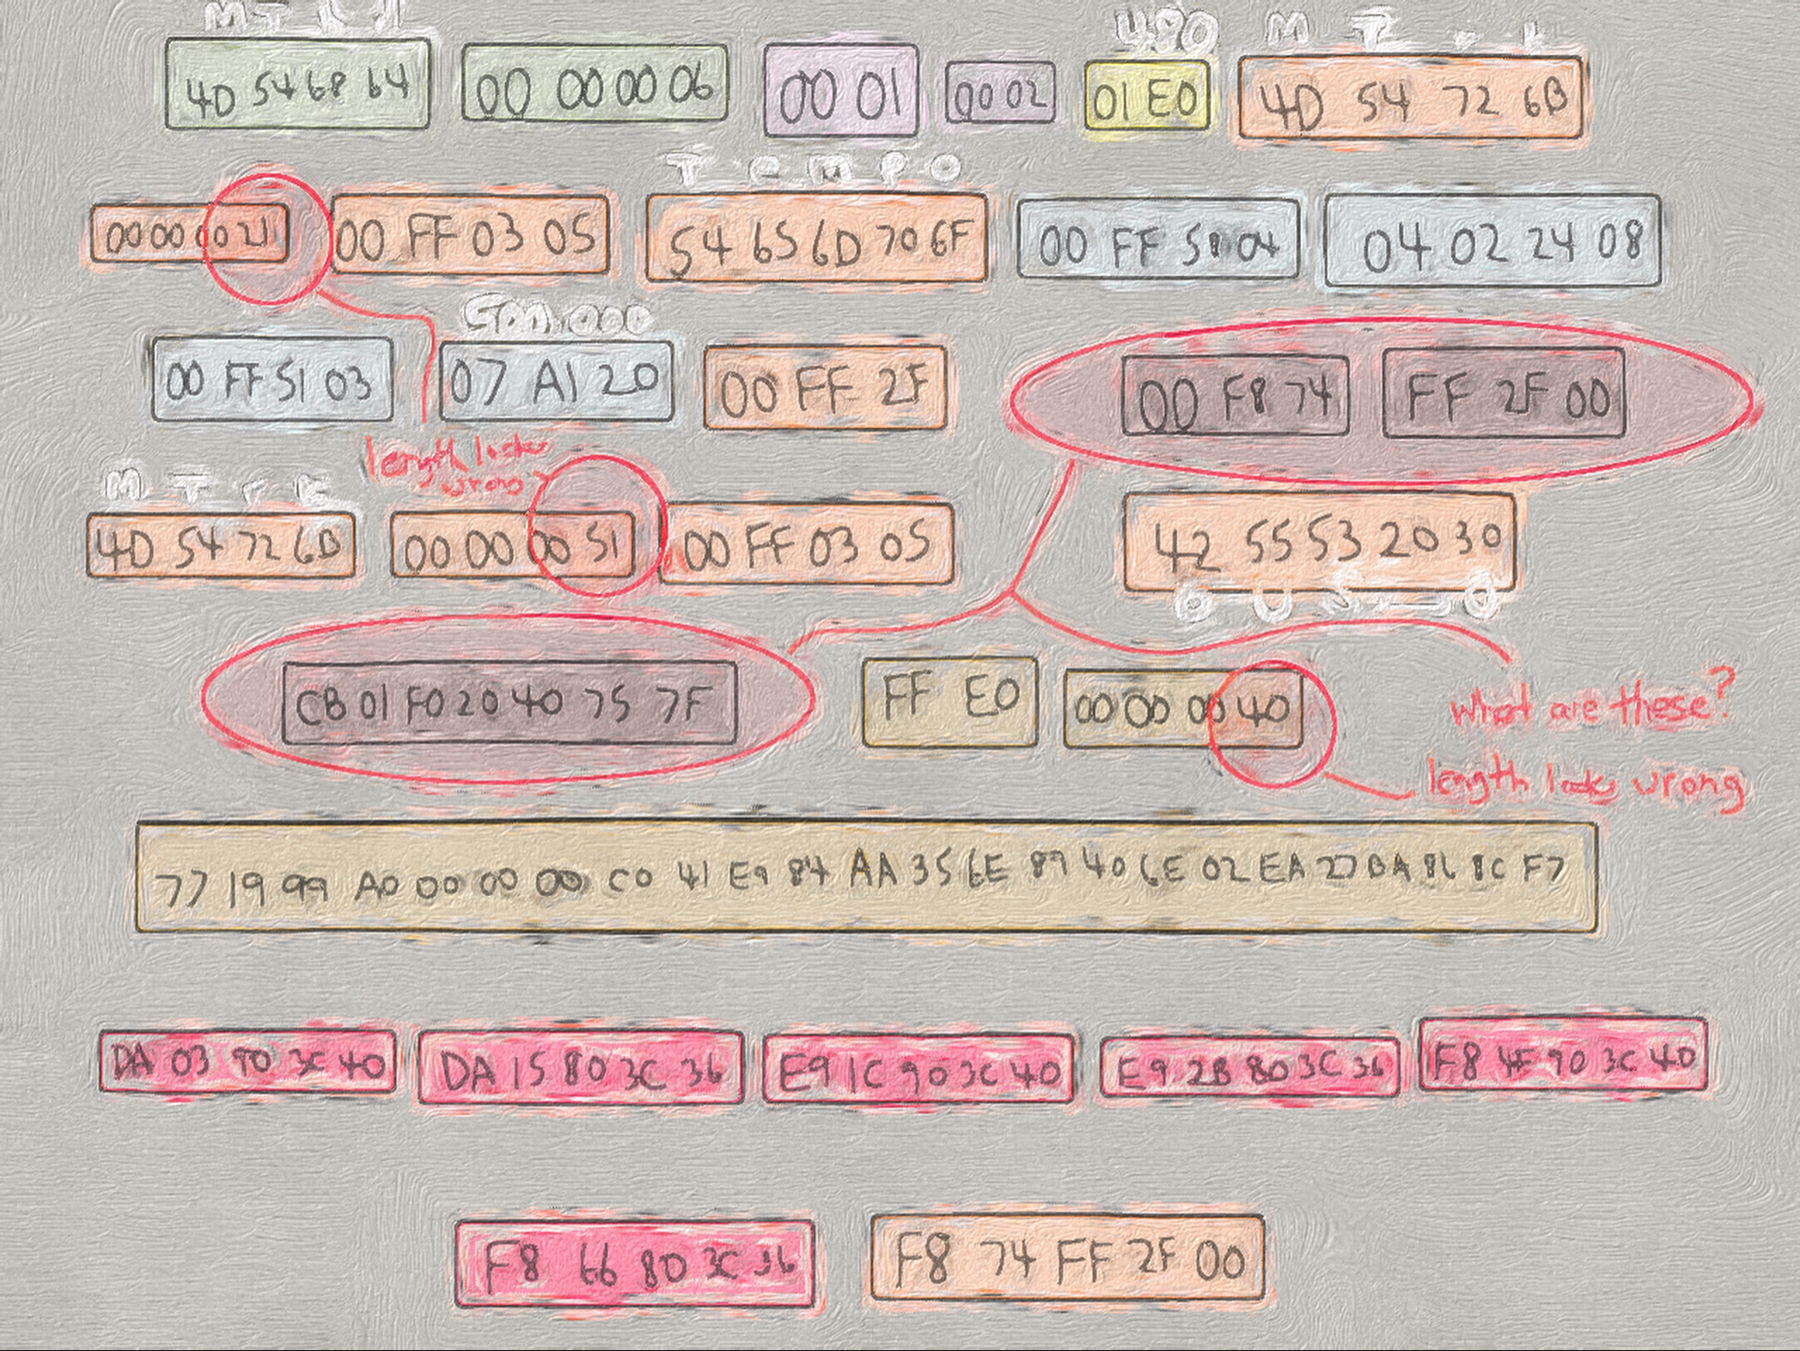 M T
480 M T r k
4D 54 68 64 00 00 00 06 00 01 00 02 01 E0 4D 54 72 6B
T E M P O
00 00 00 21 00 FF 03 05 54 65 6D 70 6F 00 FF 58 04 04 02 24 08
500,000
00 FF 51 03 07 A1 20 00 FF 2F 00 F8 74 FF 2F 00
length looks wrong
M T r K
4D 54 72 6B 00 00 00 51 00 FF 03 05 42 55 53 20 30
B U S 0
CB 01 F0 20 40 75 7F FF E0 00 00 00 40
What are these?
length looks wrong
77 19 99 A0 00 00 00 C0 41 E9 84 AA 35 6E 89 40 6E 02 EA 27 DA 86 8C F7
DA 03 90 3C 40 DA 15 80 3C 36 E9 1C 90 3C 40 E9 2B 80 3C 36 F8 4F 90 3C 40
F8 66 80 3C 36 F8 74 FF 2F 00